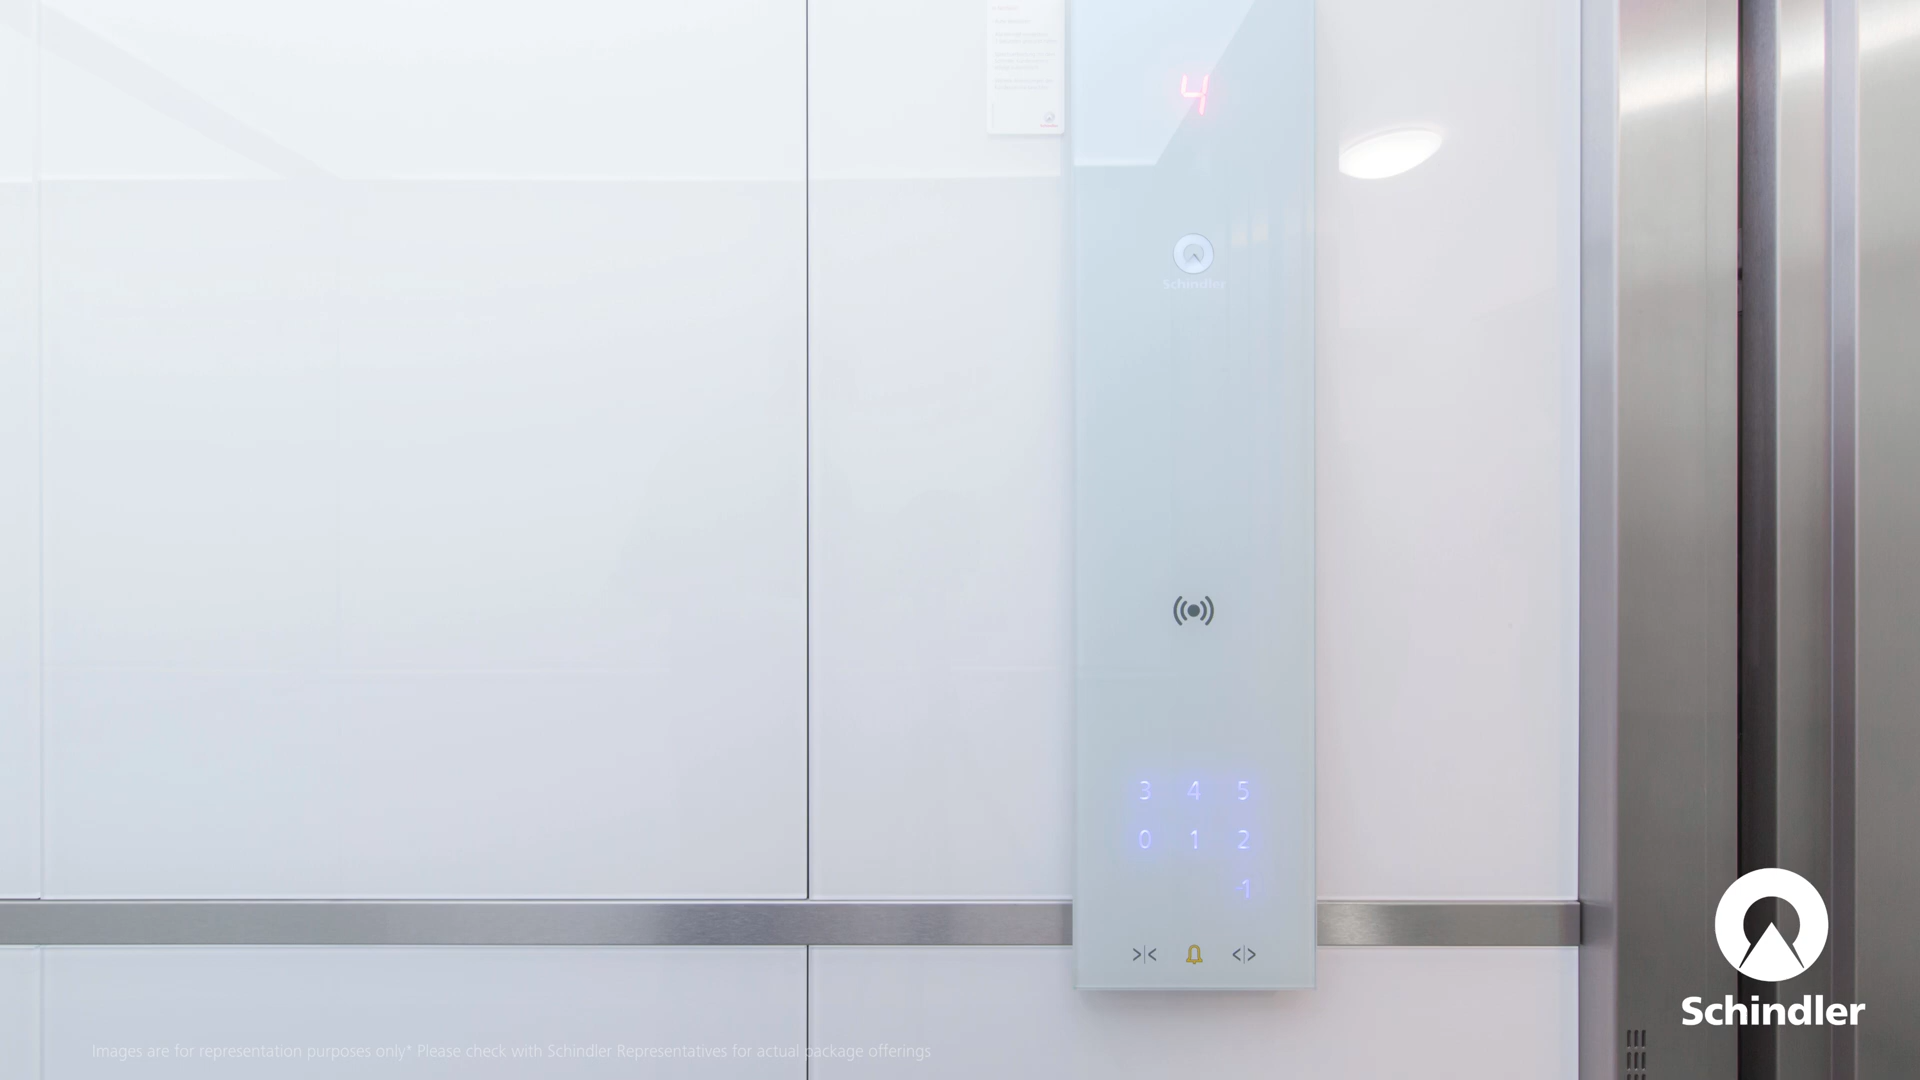 4
Schindler
3 4 5
0 1 2
-1
>|< <|>
Schindler
Images are for representation purposes only* Please check with Schindler Representatives for actual package offerings